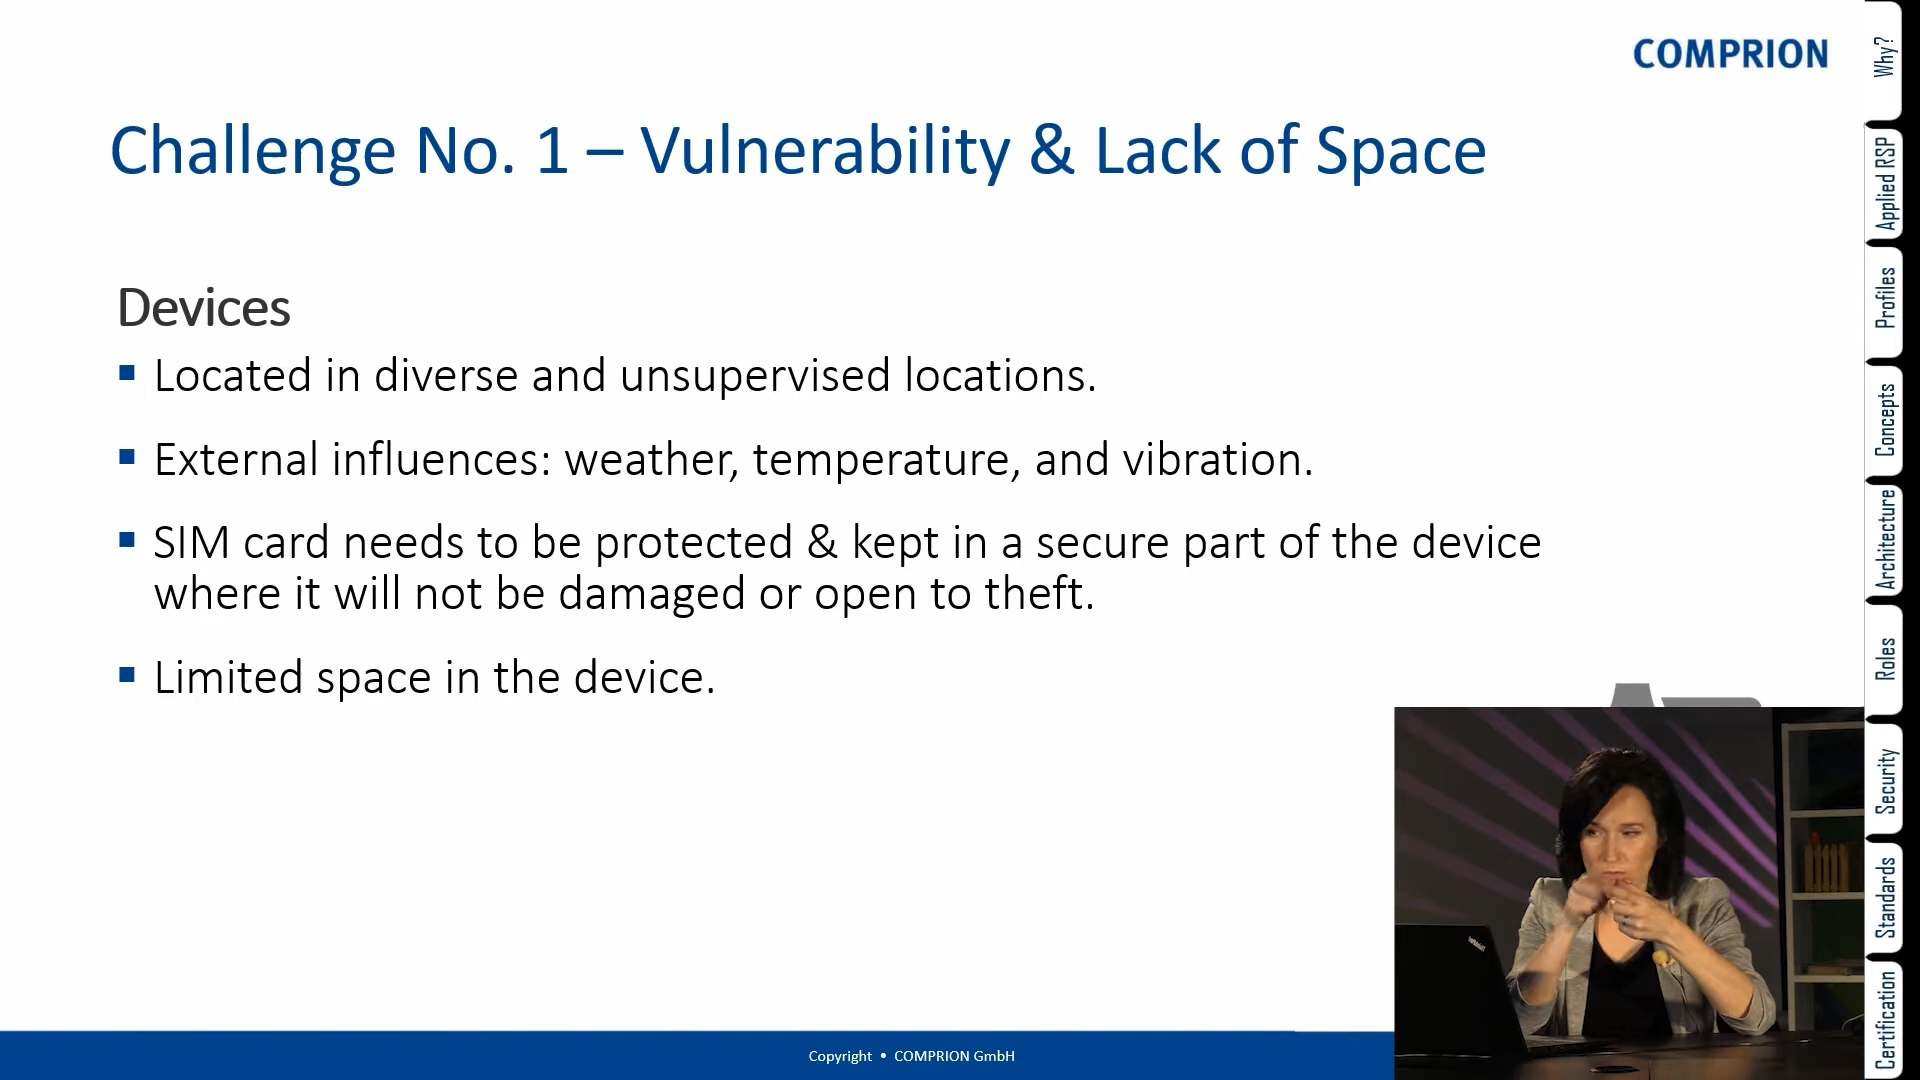 COMPRION
Challenge No. 1 – Vulnerability & Lack of Space
Devices
▪ Located in diverse and unsupervised locations.
▪ External influences: weather, temperature, and vibration.
▪ SIM card needs to be protected & kept in a secure part of the device
where it will not be damaged or open to theft.
▪ Limited space in the device.
Copyright • COMPRION GmbH
Why?
Applied RSP
Profiles
Concepts
Architecture
Roles
Security
Standards
Certification